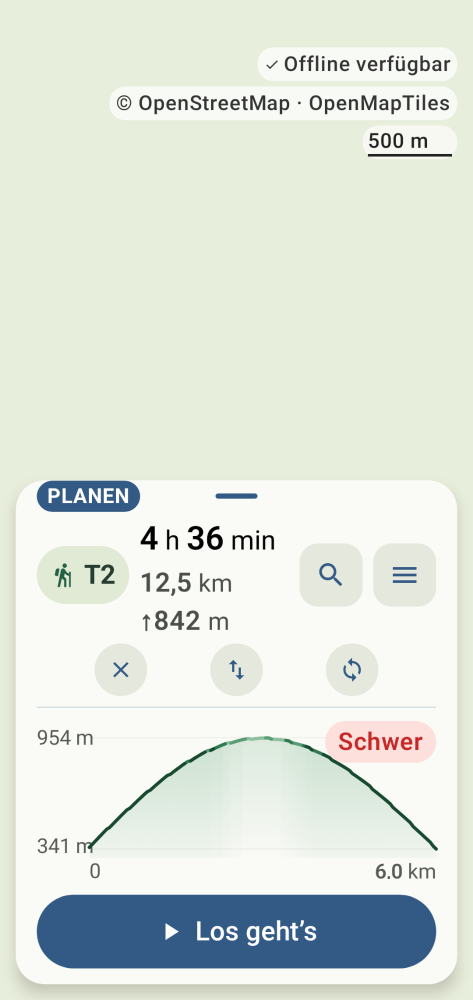 ✓ Offline verfügbar
© OpenStreetMap · OpenMapTiles
500 m
PLANEN
T2
4 h 36 min
12,5 km
↑842 m
954 m
Schwer
341 m
0
6.0 km
Los geht’s